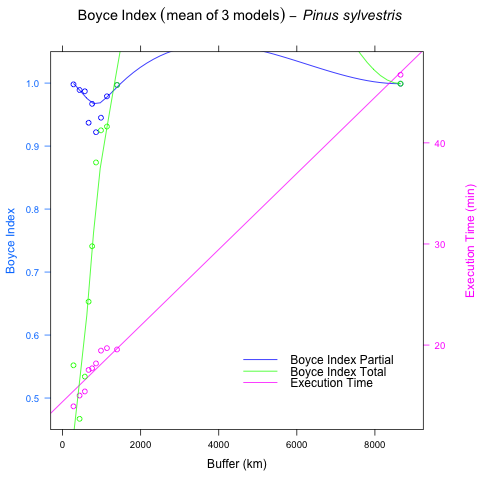 Boyce Index (mean of 3 models) – Pinus sylvestris
1.0
0.9
0.8
0.7
0.6
0.5
Boyce Index
40
30
20
Execution Time (min)
Boyce Index Partial
Boyce Index Total
Execution Time
0 2000 4000 6000 8000
Buffer (km)